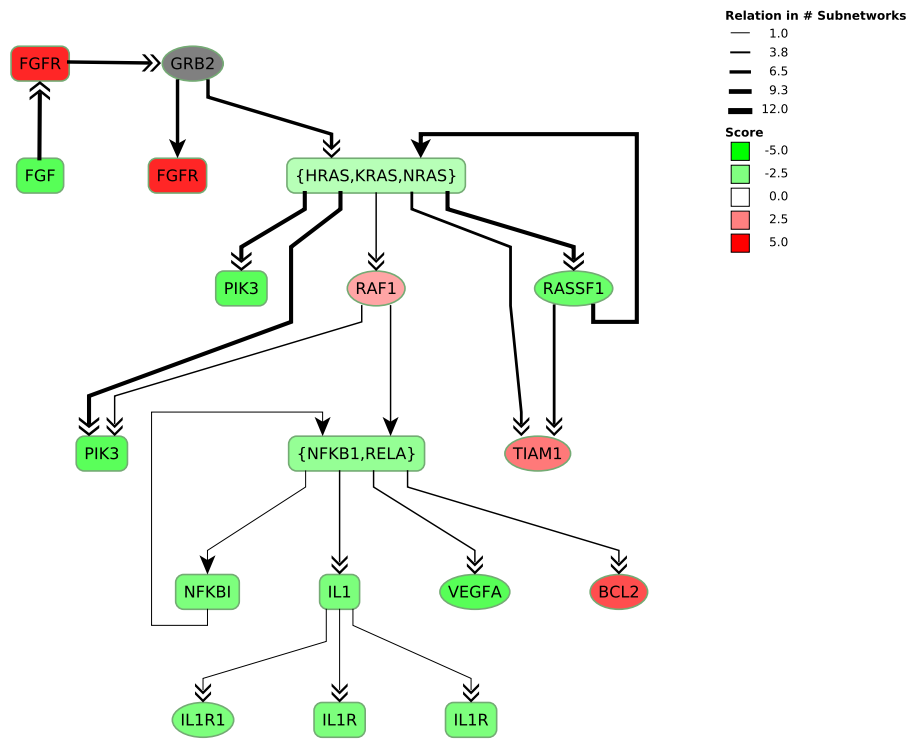 Relation in # Subnetworks
1.0
3.8
6.5
9.3
12.0
Score
-5.0
-2.5
0.0
2.5
5.0
FGFR
GRB2
FGF
FGFR
{HRAS,KRAS,NRAS}
PIK3
RAF1
RASSF1
PIK3
{NFKB1,RELA}
TIAM1
NFKBI
IL1
VEGFA
BCL2
IL1R1
IL1R
IL1R